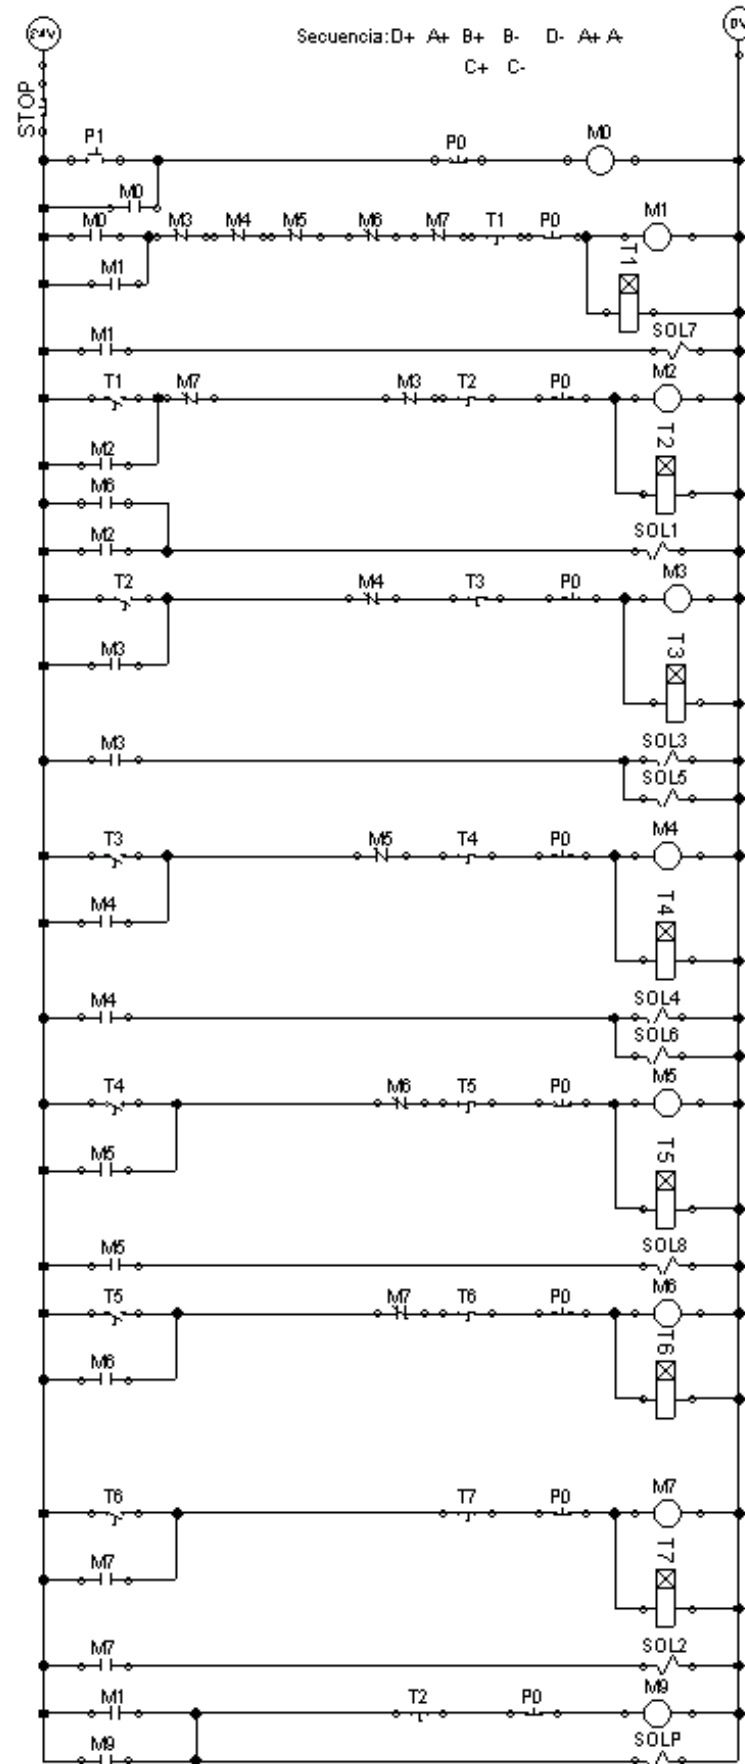 24V
0V
Secuencia: D+ A+ B+ B- D- A+ A-
C+ C-
STOP
P1 P0 M0
M0
M0 M3 M4 M5 M6 M7 T1 P0 M1
M1 T1
M1 SOL7
T1 M7 M3 T2 P0 M2
M2 T2
M6
M2 SOL1
T2 M4 T3 P0 M3
M3 T3
M3 SOL3
SOL5
T3 M5 T4 P0 M4
M4 T4
M4 SOL4
SOL6
T4 M6 T5 P0 M5
M5 T5
M5 SOL8
T5 M7 T6 P0 M6
M6 T6
T6 T7 P0 M7
M7 T7
M7 SOL2
M1 T2 P0 M9
M9 SOLP